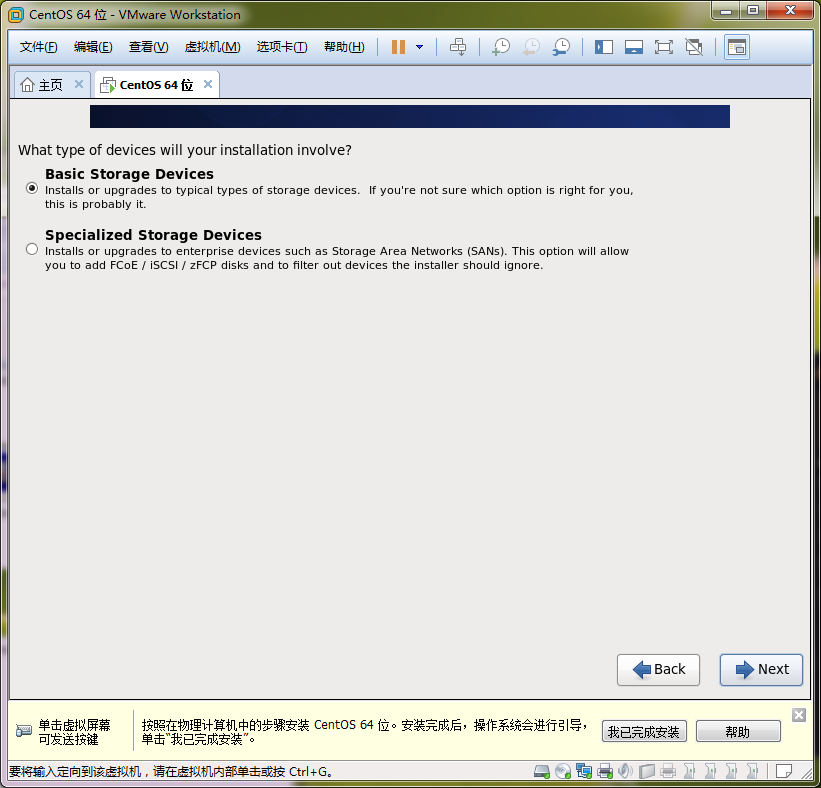 CentOS 64 位 - VMware Workstation
文件(F) 编辑(E) 查看(V) 虚拟机(M) 选项卡(T) 帮助(H)
主页 CentOS 64 位
What type of devices will your installation involve?
Basic Storage Devices
Installs or upgrades to typical types of storage devices.  If you're not sure which option is right for you,
this is probably it.
Specialized Storage Devices
Installs or upgrades to enterprise devices such as Storage Area Networks (SANs). This option will allow
you to add FCoE / iSCSI / zFCP disks and to filter out devices the installer should ignore.
Back Next
单击虚拟屏幕
可发送按键
按照在物理计算机中的步骤安装 CentOS 64 位。安装完成后，操作系统会进行引导，
单击“我已完成安装”。
我已完成安装 帮助
要将输入定向到该虚拟机，请在虚拟机内部单击或按 Ctrl+G。